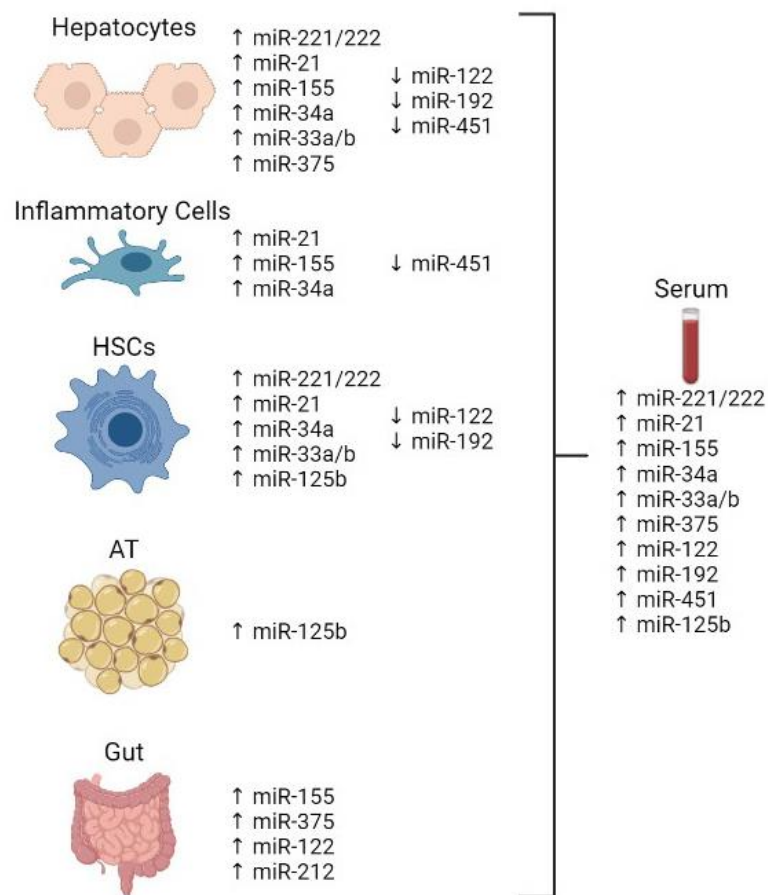 Hepatocytes
↑ miR-221/222
↑ miR-21
↑ miR-155
↑ miR-34a
↑ miR-33a/b
↑ miR-375
↓ miR-122
↓ miR-192
↓ miR-451
Inflammatory Cells
↑ miR-21
↑ miR-155
↑ miR-34a
↓ miR-451
HSCs
↑ miR-221/222
↑ miR-21
↑ miR-34a
↑ miR-33a/b
↑ miR-125b
↓ miR-122
↓ miR-192
AT
↑ miR-125b
Gut
↑ miR-155
↑ miR-375
↑ miR-122
↑ miR-212
Serum
↑ miR-221/222
↑ miR-21
↑ miR-155
↑ miR-34a
↑ miR-33a/b
↑ miR-375
↑ miR-122
↑ miR-192
↑ miR-451
↑ miR-125b